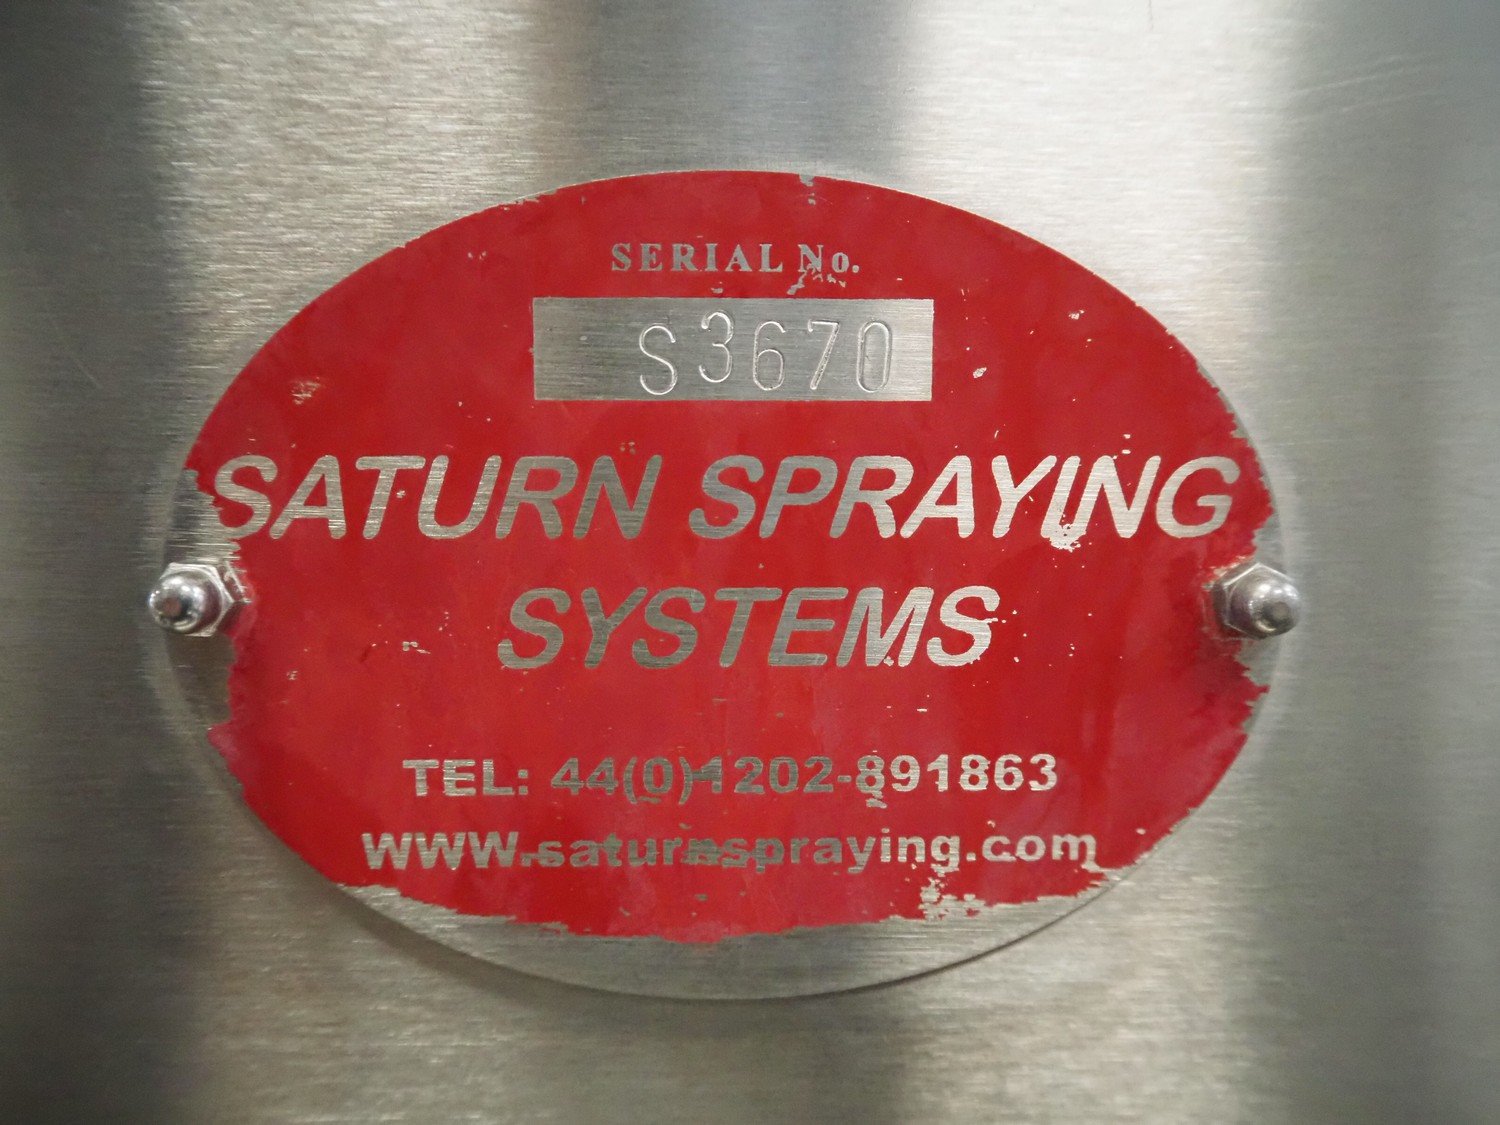 SERIAL No.
S3670
SATURN SPRAYING
SYSTEMS
TEL: 44(0)-1202-891863
WWW.saturnspraying.com